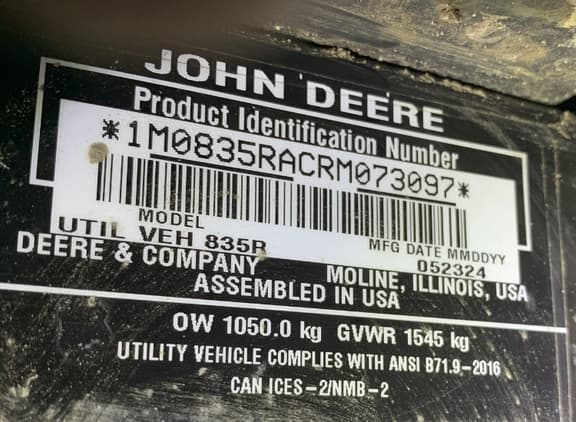 JOHN DEERE
Product Identification Number
*1M0835RACRM073097*
MODEL
UTIL VEH 835R
MFG DATE MMDDYY
052324
DEERE & COMPANY MOLINE, ILLINOIS, USA
ASSEMBLED IN USA
OW 1050.0 kg GVWR 1545 kg
UTILITY VEHICLE COMPLIES WITH ANSI B71.9-2016
CAN ICES-2/NMB-2